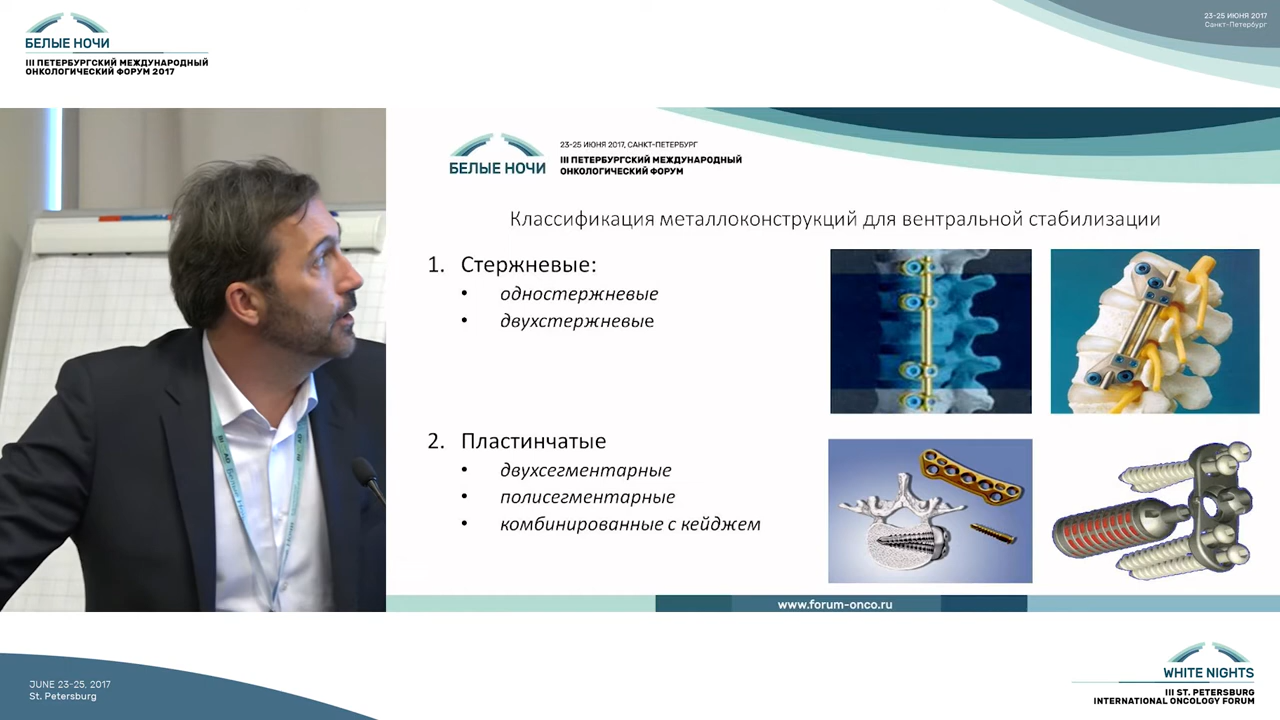 БЕЛЫЕ НОЧИ
III ПЕТЕРБУРГСКИЙ МЕЖДУНАРОДНЫЙ
ОНКОЛОГИЧЕСКИЙ ФОРУМ 2017
23-25 ИЮНЯ 2017
Санкт-Петербург
БЕЛЫЕ НОЧИ
23-25 ИЮНЯ 2017, САНКТ-ПЕТЕРБУРГ
III ПЕТЕРБУРГСКИЙ МЕЖДУНАРОДНЫЙ
ОНКОЛОГИЧЕСКИЙ ФОРУМ
Классификация металлоконструкций для вентральной стабилизации
1. Стержневые:
• одностержневые
• двухстержневые
2. Пластинчатые
• двухсегментарные
• полисегментарные
• комбинированные с кейджем
www.forum-onco.ru
JUNE 23-25, 2017
St. Petersburg
WHITE NIGHTS
III ST. PETERSBURG
INTERNATIONAL ONCOLOGY FORUM